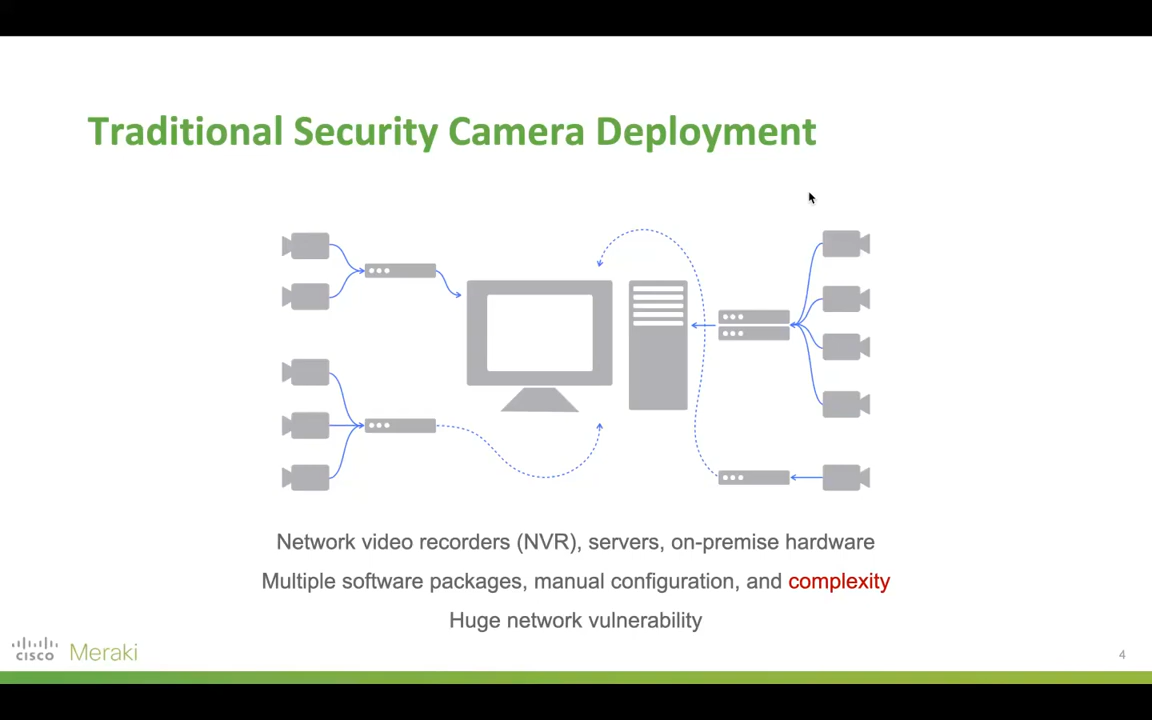 Traditional Security Camera Deployment
Network video recorders (NVR), servers, on-premise hardware
Multiple software packages, manual configuration, and complexity
Huge network vulnerability
CISCO Meraki
4